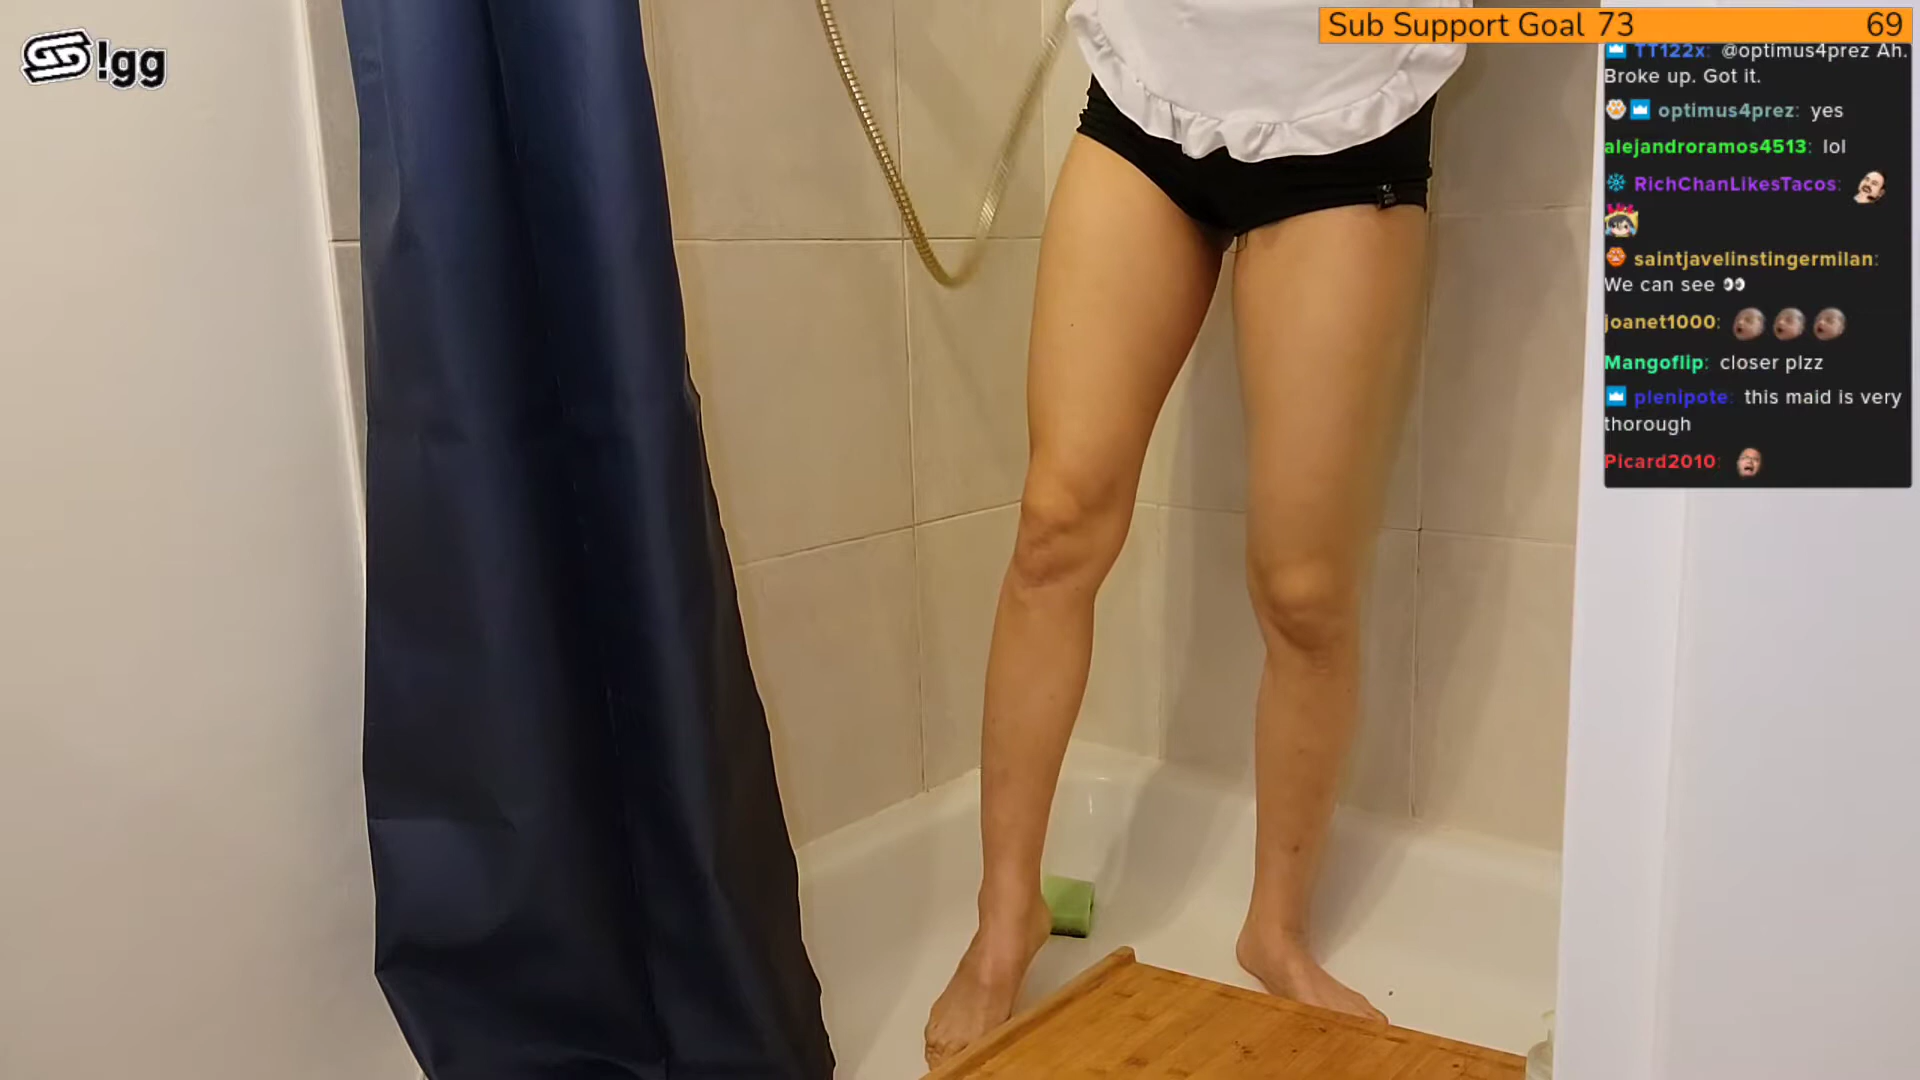 !gg
Sub Support Goal 73 69
TT122x: @optimus4prez Ah.
Broke up. Got it.
optimus4prez: yes
alejandroramos4513: lol
RichChanLikesTacos:
saintjavelinstingermilan:
We can see 👀
joanet1000:
Mangoflip: closer plzz
plenipote: this maid is very
thorough
Picard2010: